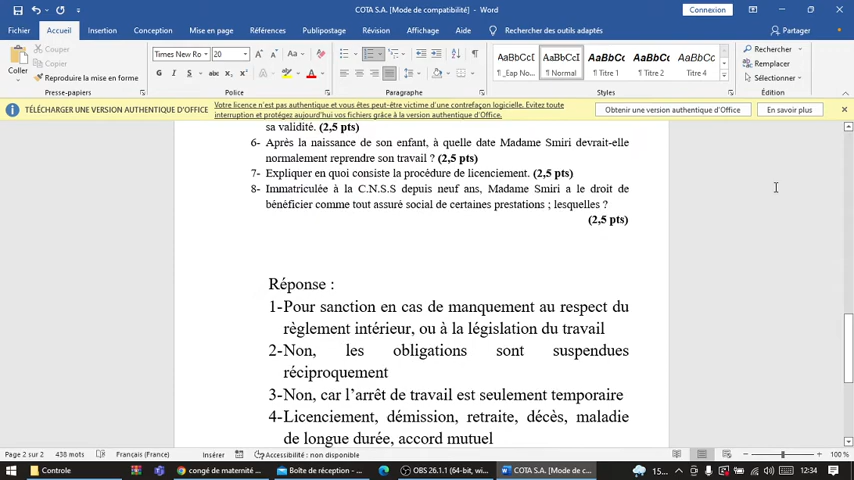 COTA S.A. [Mode de compatibilité] - Word
Connexion
Fichier Accueil Insertion Conception Mise en page Références Publipostage Révision Affichage Aide Rechercher des outils adaptés Partager
Coller
Couper
Copier
Reproduire la mise en forme
Presse-papiers
Times New Ro 20
Police
Paragraphe
AaBbCcI AaBbCcI AaBbCcI AaBbCcI AaBbCcI
¶ Normal ¶ Titre 1 ¶ Titre 2 ¶ Titre 4
Styles
Rechercher
Remplacer
Sélectionner
Édition
TÉLÉCHARGER UNE VERSION AUTHENTIQUE D'OFFICE
Votre licence n'est pas authentique et vous êtes peut-être victime d'une contrefaçon logicielle. Évitez toute
interruption et protégez aujourd'hui vos fichiers grâce à la version authentique d'Office.
Obtenir une version authentique d'Office
En savoir plus
sa validité. (2,5 pts)
6- Après la naissance de son enfant, à quelle date Madame Smiri devrait-elle
normalement reprendre son travail ? (2,5 pts)
7- Expliquer en quoi consiste la procédure de licenciement. (2,5 pts)
8- Immatriculée à la C.N.S.S depuis neuf ans, Madame Smiri a le droit de
bénéficier comme tout assuré social de certaines prestations ; lesquelles ?
(2,5 pts)
Réponse :
1-Pour sanction en cas de manquement au respect du
règlement intérieur, ou à la législation du travail
2-Non, les obligations sont suspendues
réciproquement
3-Non, car l'arrêt de travail est seulement temporaire
4-Licenciement, démission, retraite, décès, maladie
de longue durée, accord mutuel
Page 2 sur 2 438 mots Français (France) Insérer Accessibilité : non disponible 100 %
Controle
congé de maternité ...
Boîte de réception - ...
OBS 26.1.1 (64-bit, wi...
COTA S.A. [Mode de c...
15...
12:34